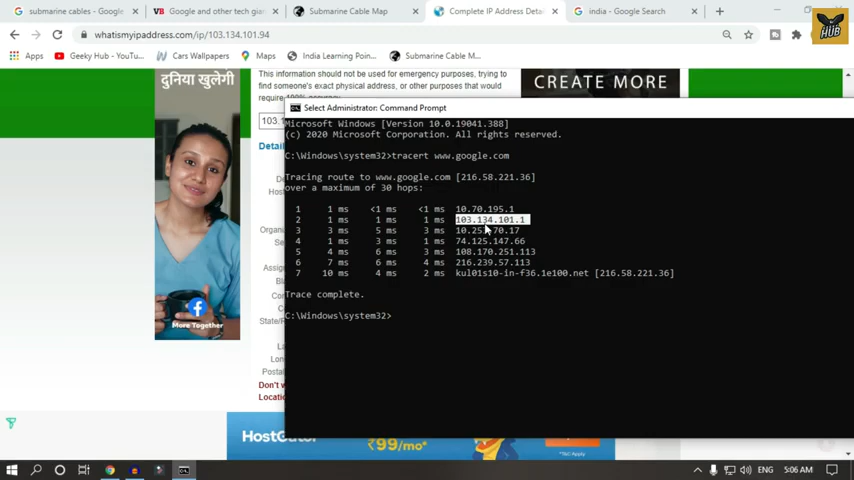 submarine cables - Google
Google and other tech gian
Submarine Cable Map
Complete IP Address Detai
india - Google Search
whatismyipaddress.com/ip/103.134.101.94
Apps
Geeky Hub - YouTub...
Cars Wallpapers
Maps
India Learning Poin...
Submarine Cable M...
HUB
दुनिया खुलेगी
This information should not be used for emergency purposes, trying to
find someone's exact physical address, or other purposes that would
CREATE MORE
Select Administrator: Command Prompt
Microsoft Windows [Version 10.0.19041.388]
(c) 2020 Microsoft Corporation. All rights reserved.
C:\Windows\system32>tracert www.google.com
Tracing route to www.google.com [216.58.221.36]
over a maximum of 30 hops:
1 1 ms <1 ms <1 ms 10.70.195.1
2 1 ms 1 ms 1 ms 103.134.101.1
3 3 ms 5 ms 3 ms
4 1 ms 3 ms 1 ms 74.125.147.66
5 4 ms 6 ms 3 ms 108.170.251.113
6 7 ms 6 ms 4 ms 216.239.57.113
7 10 ms 4 ms 2 ms kul01s10-in-f36.1e100.net [216.58.221.36]
Trace complete.
C:\Windows\system32>
More Together
HostGator
₹99/mo*
ENG
5:06 AM